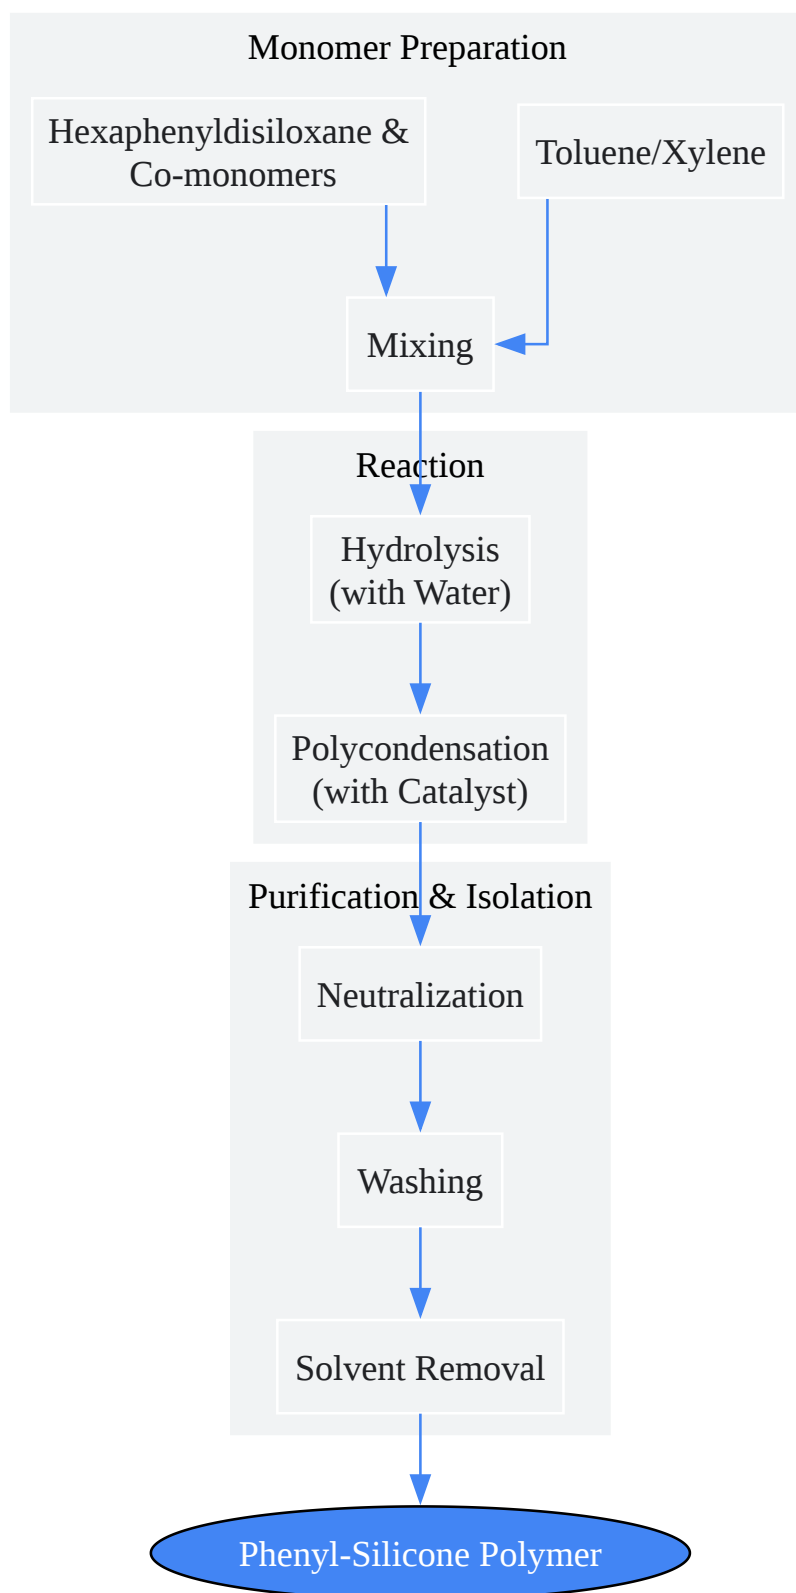 Monomer Preparation
Hexaphenyldisiloxane &
Co-monomers
Toluene/Xylene
Mixing
Reaction
Hydrolysis
(with Water)
Polycondensation
(with Catalyst)
Purification & Isolation
Neutralization
Washing
Solvent Removal
Phenyl-Silicone Polymer